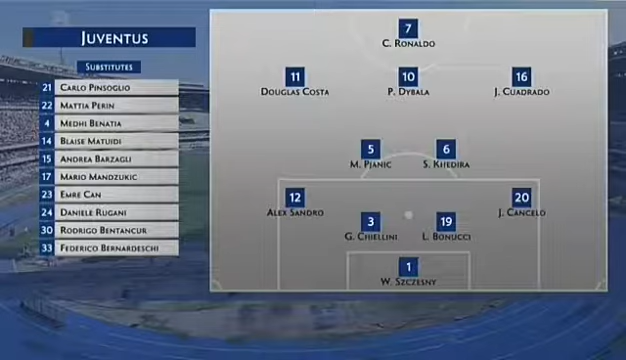 JUVENTUS
SUBSTITUTES
21 CARLO PINSOGLIO
22 MATTIA PERIN
4 MEDHI BENATIA
14 BLAISE MATUIDI
15 ANDREA BARZAGLI
17 MARIO MANDZUKIC
23 EMRE CAN
24 DANIELE RUGANI
30 RODRIGO BENTANCUR
33 FEDERICO BERNARDESCHI
7
C. RONALDO
11 10 16
DOUGLAS COSTA P. DYBALA J. CUADRADO
5 6
M. PJANIC S. KHEDIRA
12 20
ALEX SANDRO J. CANCELO
3 19
G. CHIELLINI L. BONUCCI
1
W. SZCZESNY